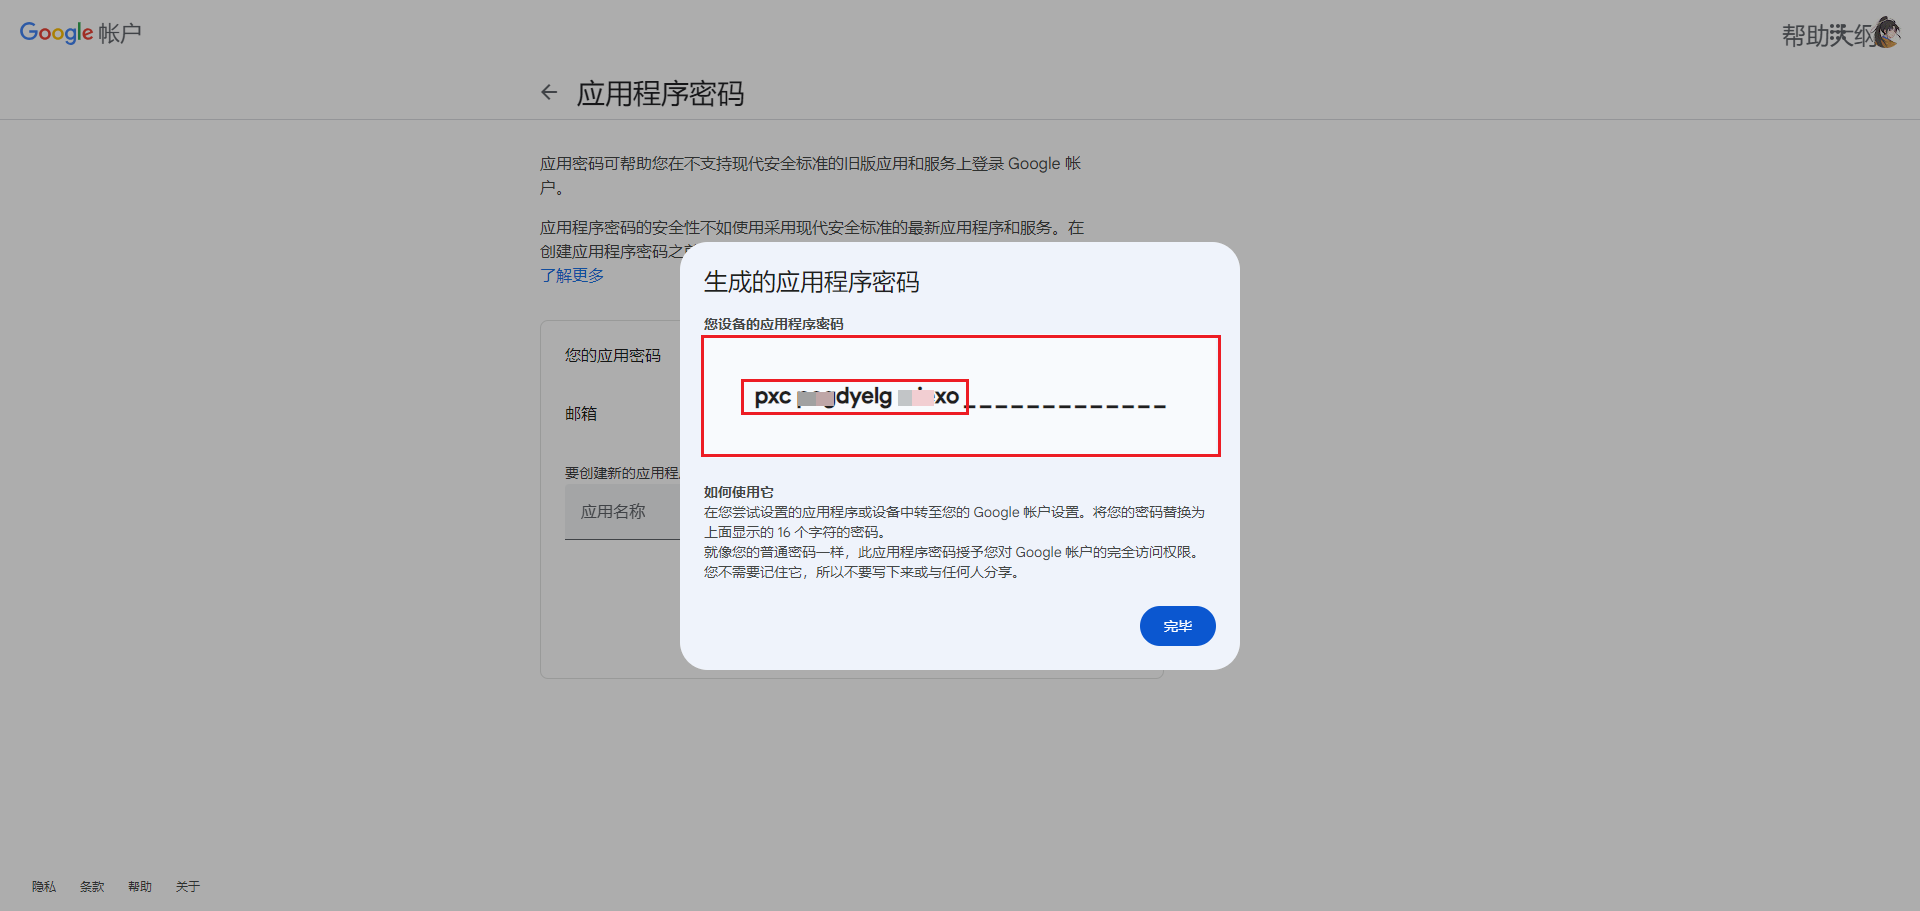 Google 帐户
帮助大纲
应用程序密码
应用密码可帮助您在不支持现代安全标准的旧版应用和服务上登录 Google 帐
户。
应用程序密码的安全性不如使用采用现代安全标准的最新应用程序和服务。在
创建应用程序密码之
了解更多
生成的应用程序密码
您设备的应用程序密码
您的应用密码
pxc dyelg xo
邮箱
要创建新的应用程
应用名称
如何使用它
在您尝试设置的应用程序或设备中转至您的 Google 帐户设置。将您的密码替换为
上面显示的 16 个字符的密码。
就像您的普通密码一样，此应用程序密码授予您对 Google 帐户的完全访问权限。
您不需要记住它，所以不要写下来或与任何人分享。
完毕
隐私 条款 帮助 关于